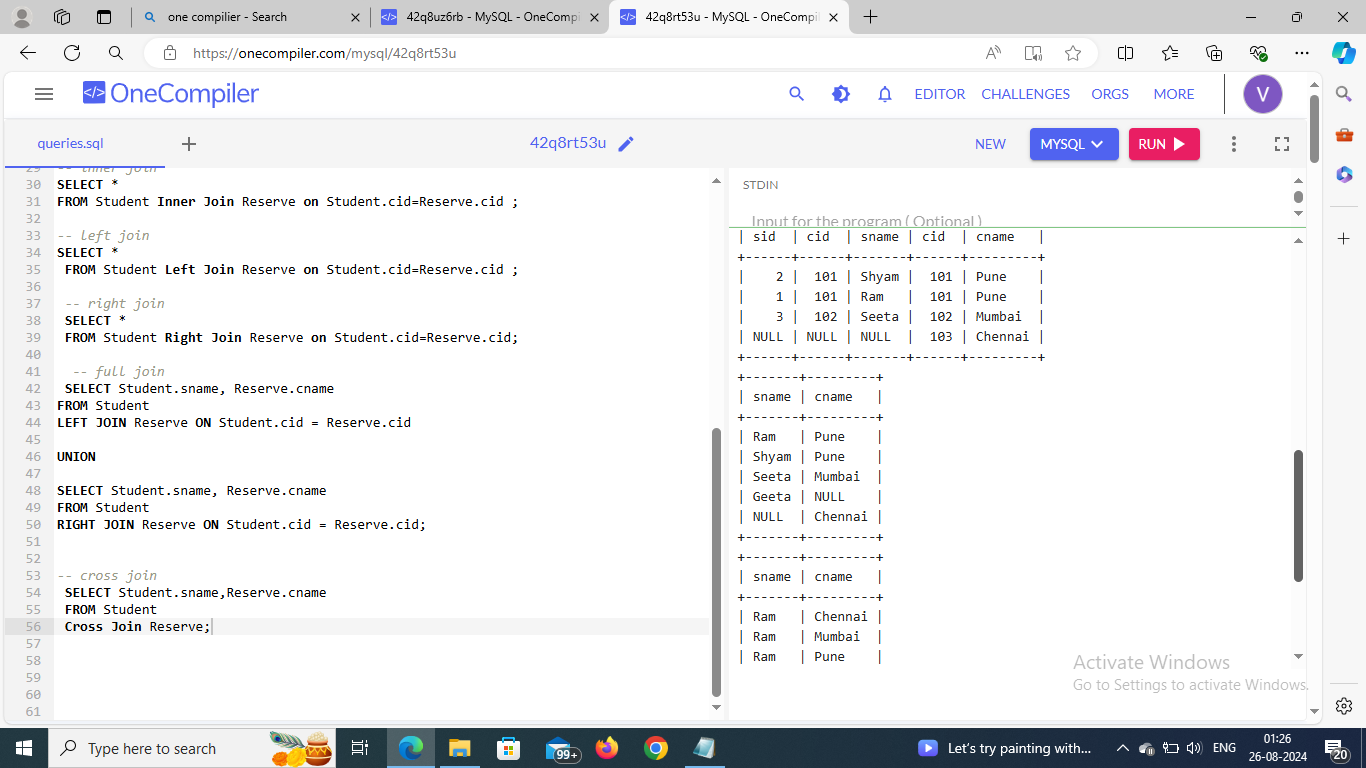 one compilier - Search
42q8uz6rb - MySQL - OneCompi
42q8rt53u - MySQL - OneCompi
https://onecompiler.com/mysql/42q8rt53u
</> OneCompiler
EDITOR CHALLENGES ORGS MORE
V
queries.sql
42q8rt53u
NEW MYSQL RUN
29 -- inner join
30 SELECT *
31 FROM Student Inner Join Reserve on Student.cid=Reserve.cid ;
32
33 -- left join
34 SELECT *
35 FROM Student Left Join Reserve on Student.cid=Reserve.cid ;
36
37 -- right join
38 SELECT *
39 FROM Student Right Join Reserve on Student.cid=Reserve.cid;
40
41 -- full join
42 SELECT Student.sname, Reserve.cname
43 FROM Student
44 LEFT JOIN Reserve ON Student.cid = Reserve.cid
45
46 UNION
47
48 SELECT Student.sname, Reserve.cname
49 FROM Student
50 RIGHT JOIN Reserve ON Student.cid = Reserve.cid;
51
52
53 -- cross join
54 SELECT Student.sname,Reserve.cname
55 FROM Student
56 Cross Join Reserve;
57
58
59
60
61
STDIN
Input for the program ( Optional )
| sid  | cid  | sname | cid  | cname   |
+------+------+-------+------+---------+
|    2 |  101 | Shyam |  101 | Pune    |
|    1 |  101 | Ram   |  101 | Pune    |
|    3 |  102 | Seeta |  102 | Mumbai  |
| NULL | NULL | NULL  |  103 | Chennai |
+------+------+-------+------+---------+
+-------+---------+
| sname | cname   |
+-------+---------+
| Ram   | Pune    |
| Shyam | Pune    |
| Seeta | Mumbai  |
| Geeta | NULL    |
| NULL  | Chennai |
+-------+---------+
+-------+---------+
| sname | cname   |
+-------+---------+
| Ram   | Chennai |
| Ram   | Mumbai  |
| Ram   | Pune    |
Activate Windows
Go to Settings to activate Windows.
Type here to search
99+
Let's try painting with...
ENG
01:26
26-08-2024
20